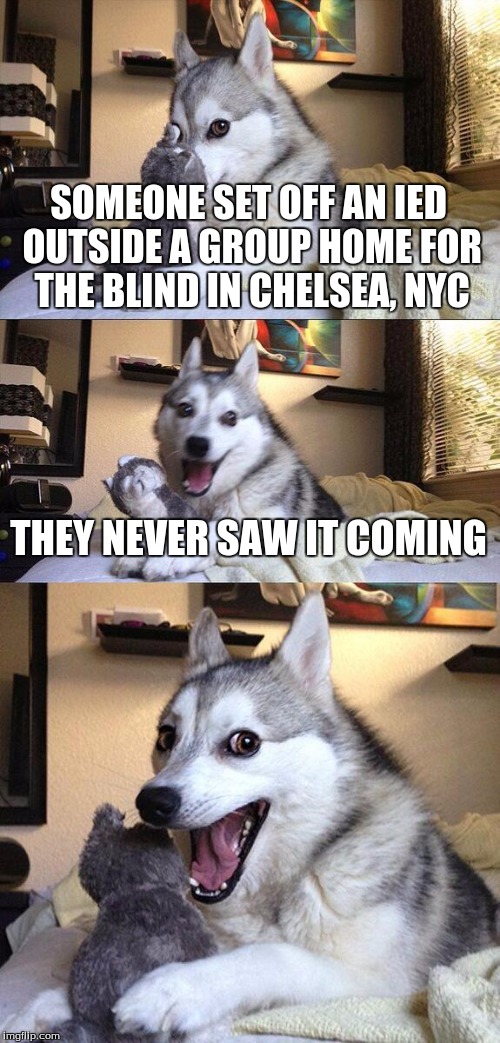 SOMEONE SET OFF AN IED
OUTSIDE A GROUP HOME FOR
THE BLIND IN CHELSEA, NYC
THEY NEVER SAW IT COMING
imgflip.com